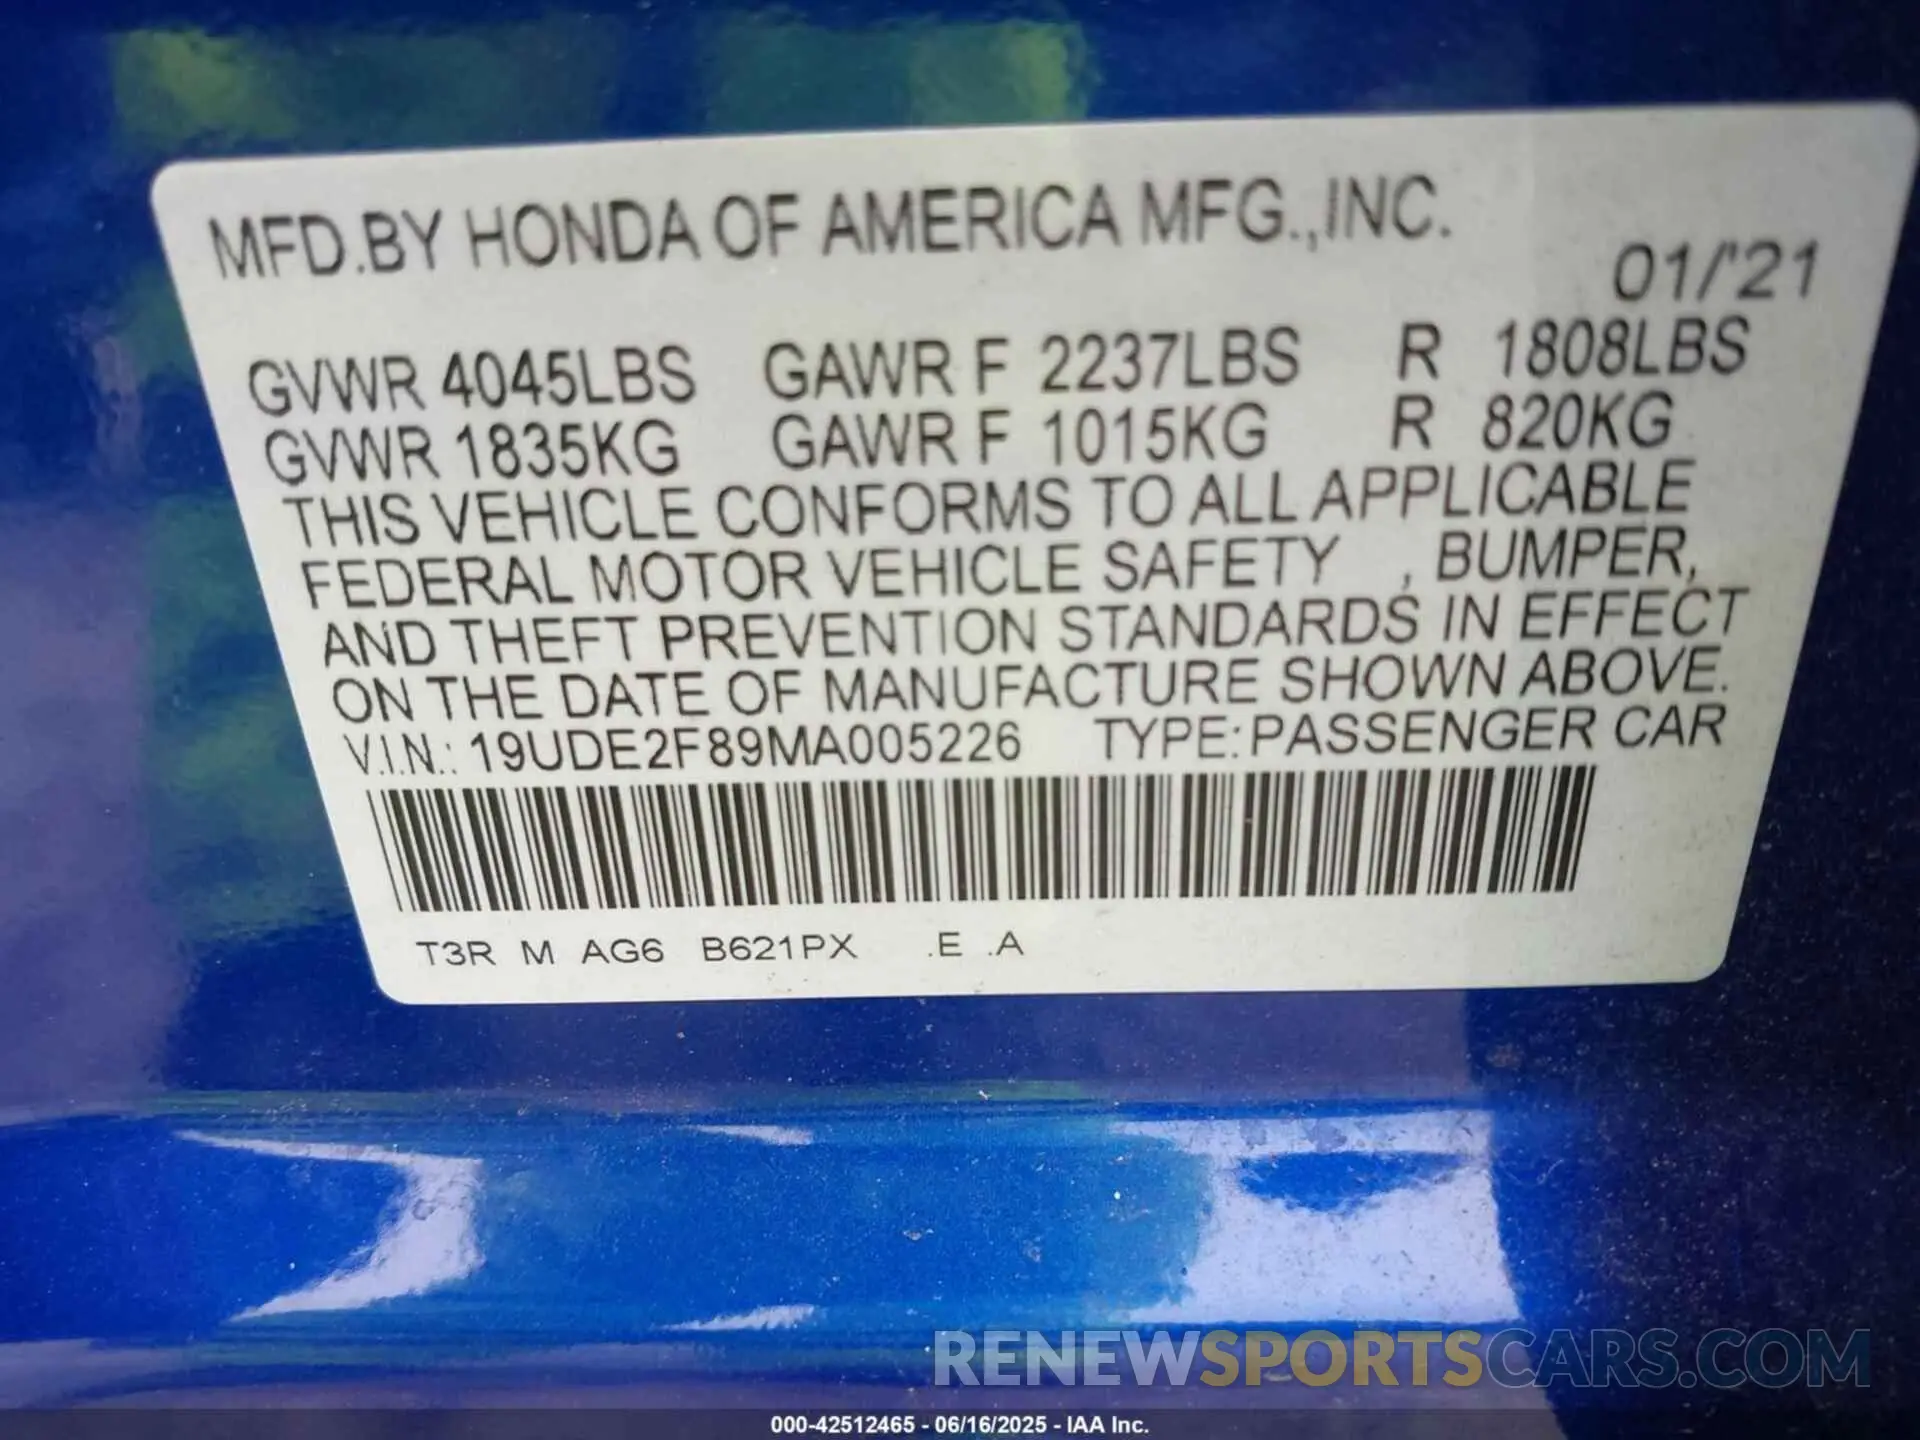 MFD.BY HONDA OF AMERICA MFG.,INC.
01/'21
GVWR 4045LBS GAWR F 2237LBS R 1808LBS
GVWR 1835KG GAWR F 1015KG R 820KG
THIS VEHICLE CONFORMS TO ALL APPLICABLE
FEDERAL MOTOR VEHICLE SAFETY , BUMPER,
AND THEFT PREVENTION STANDARDS IN EFFECT
ON THE DATE OF MANUFACTURE SHOWN ABOVE.
V.I.N.: 19UDE2F89MA005226 TYPE:PASSENGER CAR
T3R M AG6 B621PX .E .A
RENEWSPORTSCARS.COM
000-42512465 - 06/16/2025 - IAA Inc.